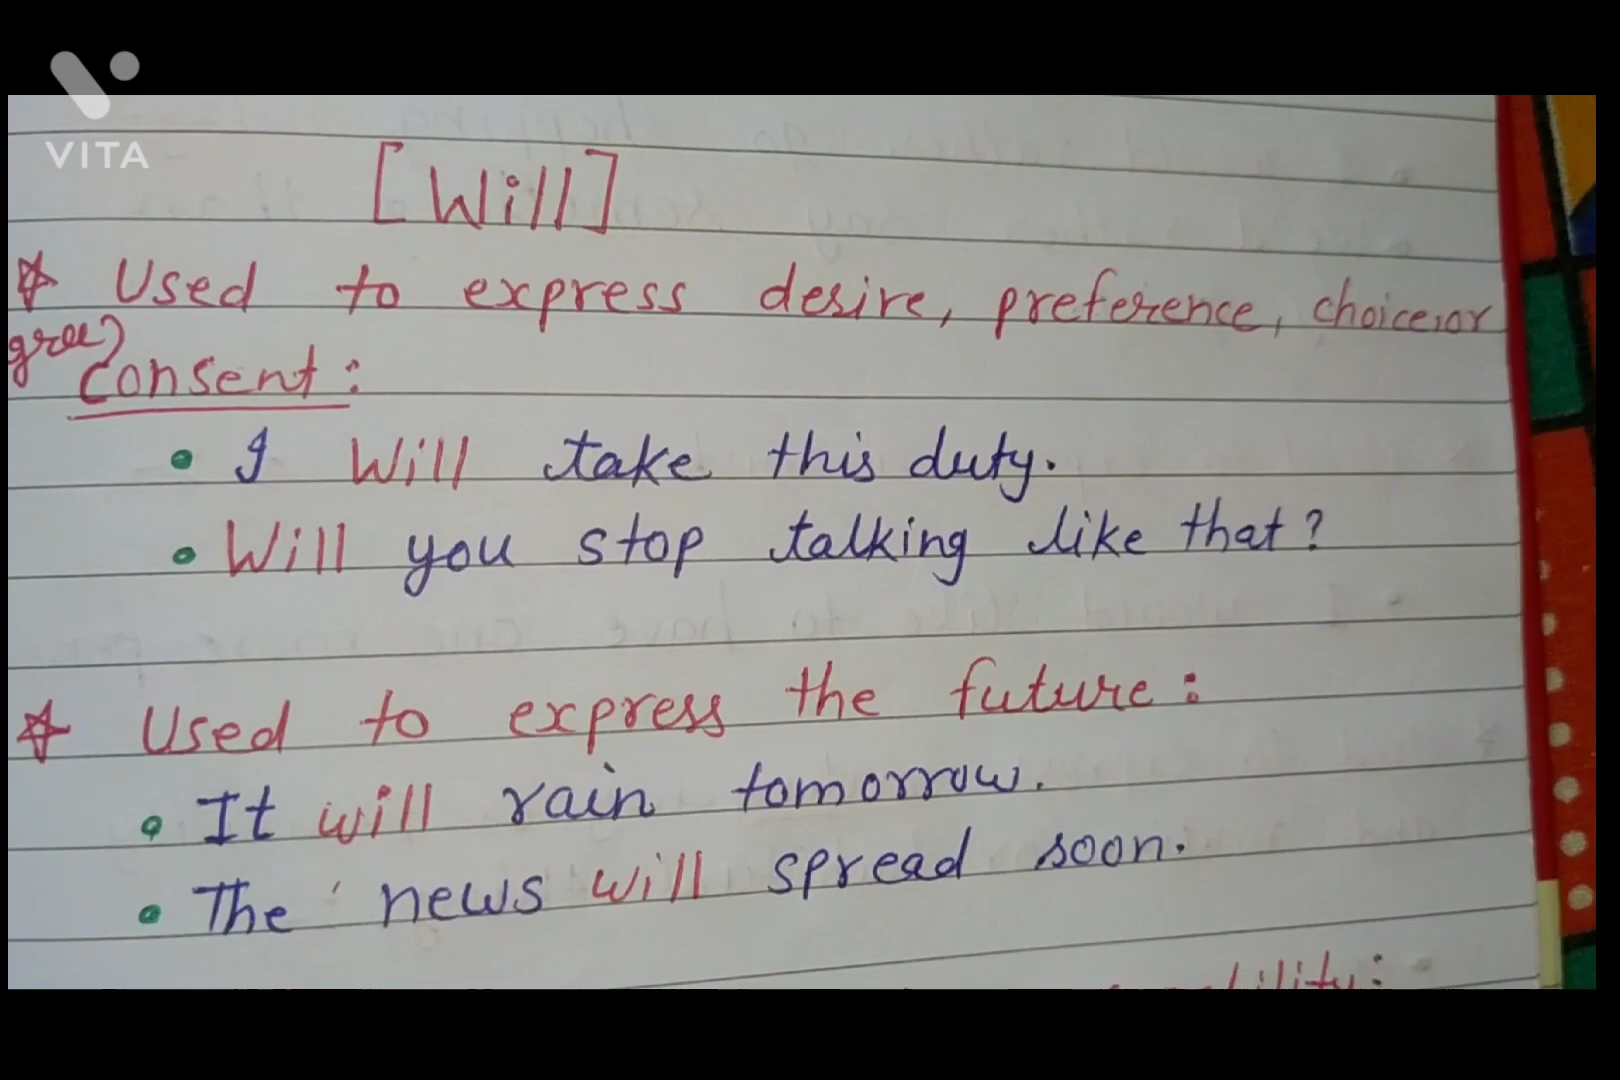 VITA
[Will]
☆ Used to express desire, preference, choice, or
gree)
Consent :
• I Will take this duty.
• Will you stop talking like that?
☆ Used to express the future :
• It will rain tomorrow.
• The news will spread soon.